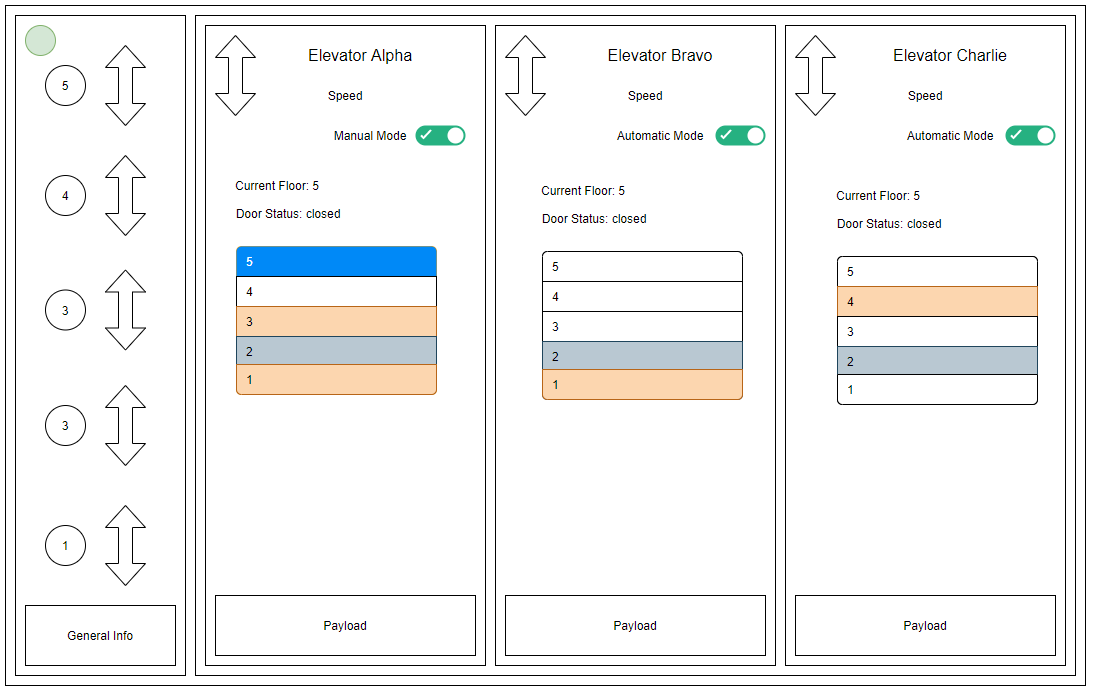 5
4
3
3
1
General Info
Elevator Alpha
Speed
Manual Mode
Current Floor: 5
Door Status: closed
5
4
3
2
1
Payload
Elevator Bravo
Speed
Automatic Mode
Current Floor: 5
Door Status: closed
5
4
3
2
1
Payload
Elevator Charlie
Speed
Automatic Mode
Current Floor: 5
Door Status: closed
5
4
3
2
1
Payload